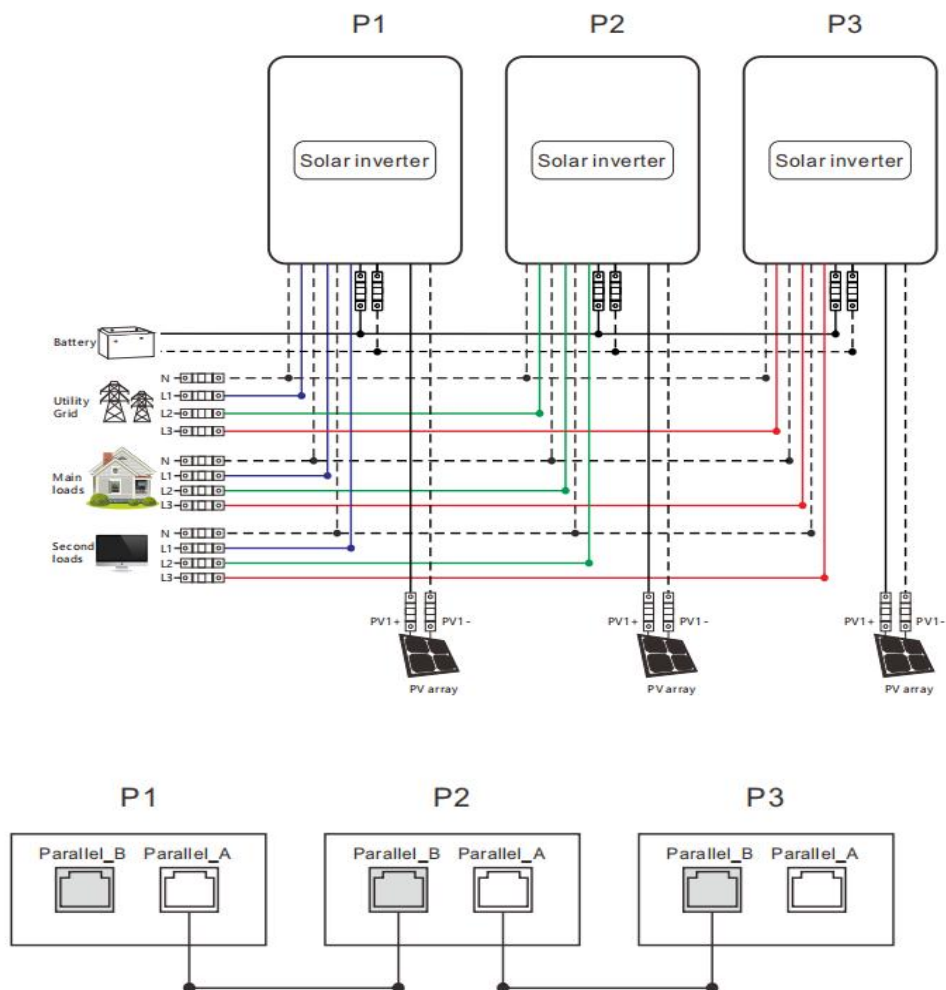 P1 P2 P3
Solar inverter Solar inverter Solar inverter
Battery
+ -
Utility
Grid
N
L1
L2
L3
Main
loads
N
L1
L2
L3
Second
loads
N
L1
L2
L3
PV1+ PV1- PV1+ PV1- PV1+ PV1-
PV array PV array PV array
P1 P2 P3
Parallel_B Parallel_A Parallel_B Parallel_A Parallel_B Parallel_A